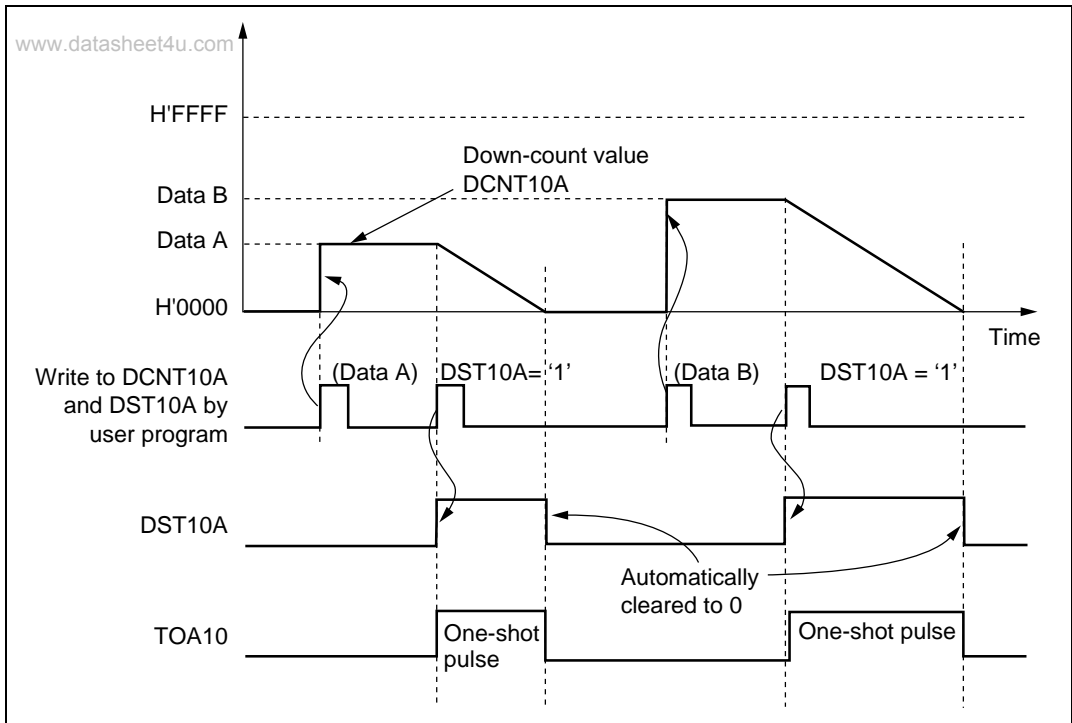 www.datasheet4u.com
H'FFFF
Down-count value
DCNT10A
Data B
Data A
H'0000
Time
Write to DCNT10A
and DST10A by
user program
(Data A)
DST10A= ‘1’
(Data B)
DST10A = ‘1’
DST10A
Automatically
cleared to 0
TOA10
One-shot
pulse
One-shot pulse